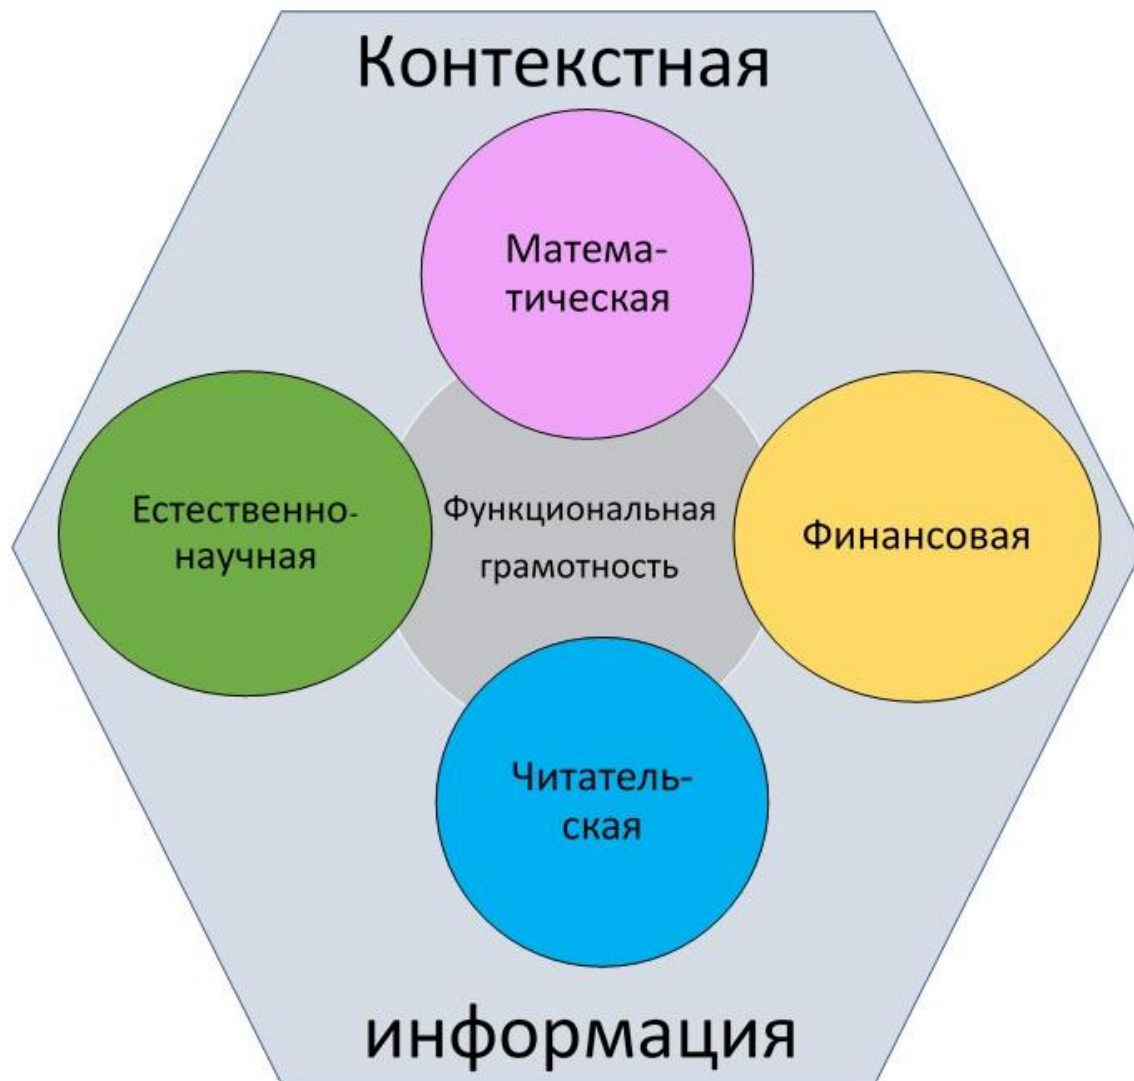 Контекстная
Матема-
тическая
Естественно-
научная
Функциональная
грамотность
Финансовая
Читатель-
ская
информация